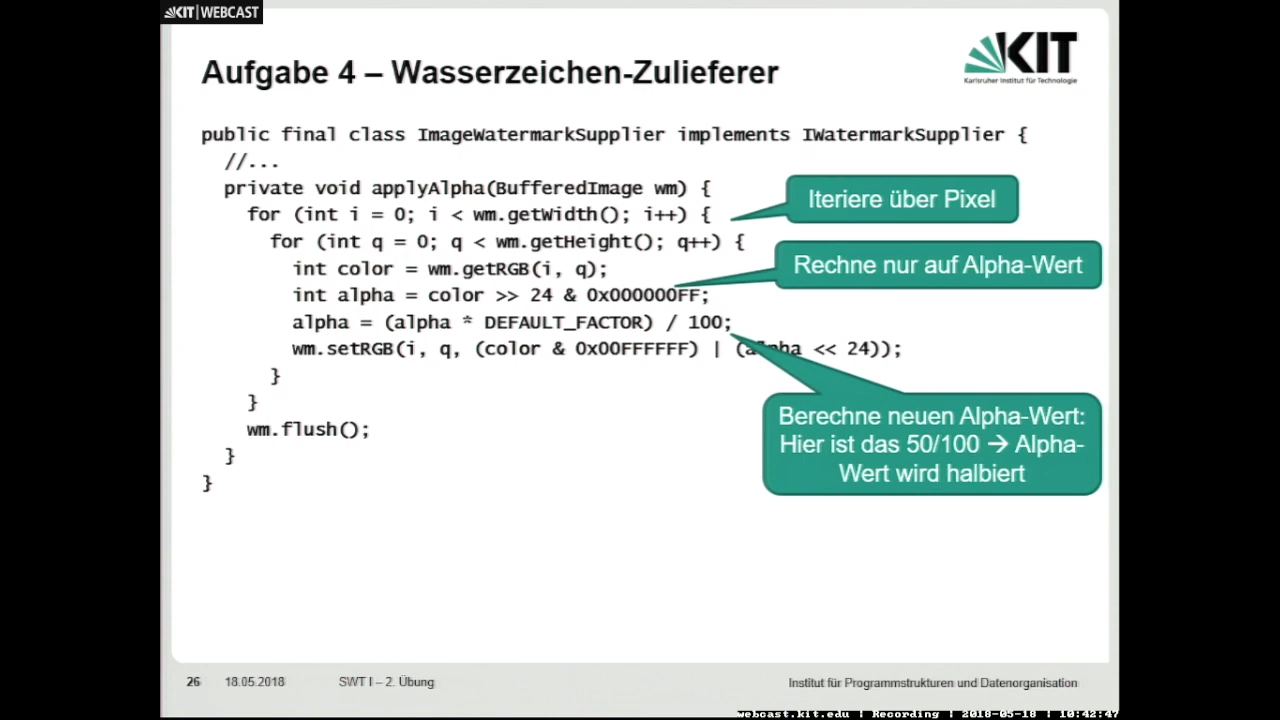 KIT | WEBCAST
KIT
Karlsruher Institut für Technologie
Aufgabe 4 – Wasserzeichen-Zulieferer
public final class ImageWatermarkSupplier implements IWatermarkSupplier {
//...
private void applyAlpha(BufferedImage wm) {
for (int i = 0; i < wm.getWidth(); i++) {
Iteriere über Pixel
for (int q = 0; q < wm.getHeight(); q++) {
int color = wm.getRGB(i, q);
Rechne nur auf Alpha-Wert
int alpha = color >> 24 & 0x000000FF;
alpha = (alpha * DEFAULT_FACTOR) / 100;
wm.setRGB(i, q, (color & 0x00FFFFFF) | (alpha << 24));
}
}
wm.flush();
}
}
Berechne neuen Alpha-Wert:
Hier ist das 50/100 → Alpha-
Wert wird halbiert
26 18.05.2018 SWT I – 2. Übung Institut für Programmstrukturen und Datenorganisation
webcast.kit.edu | Recording | 2018-05-18 | 10:42:47